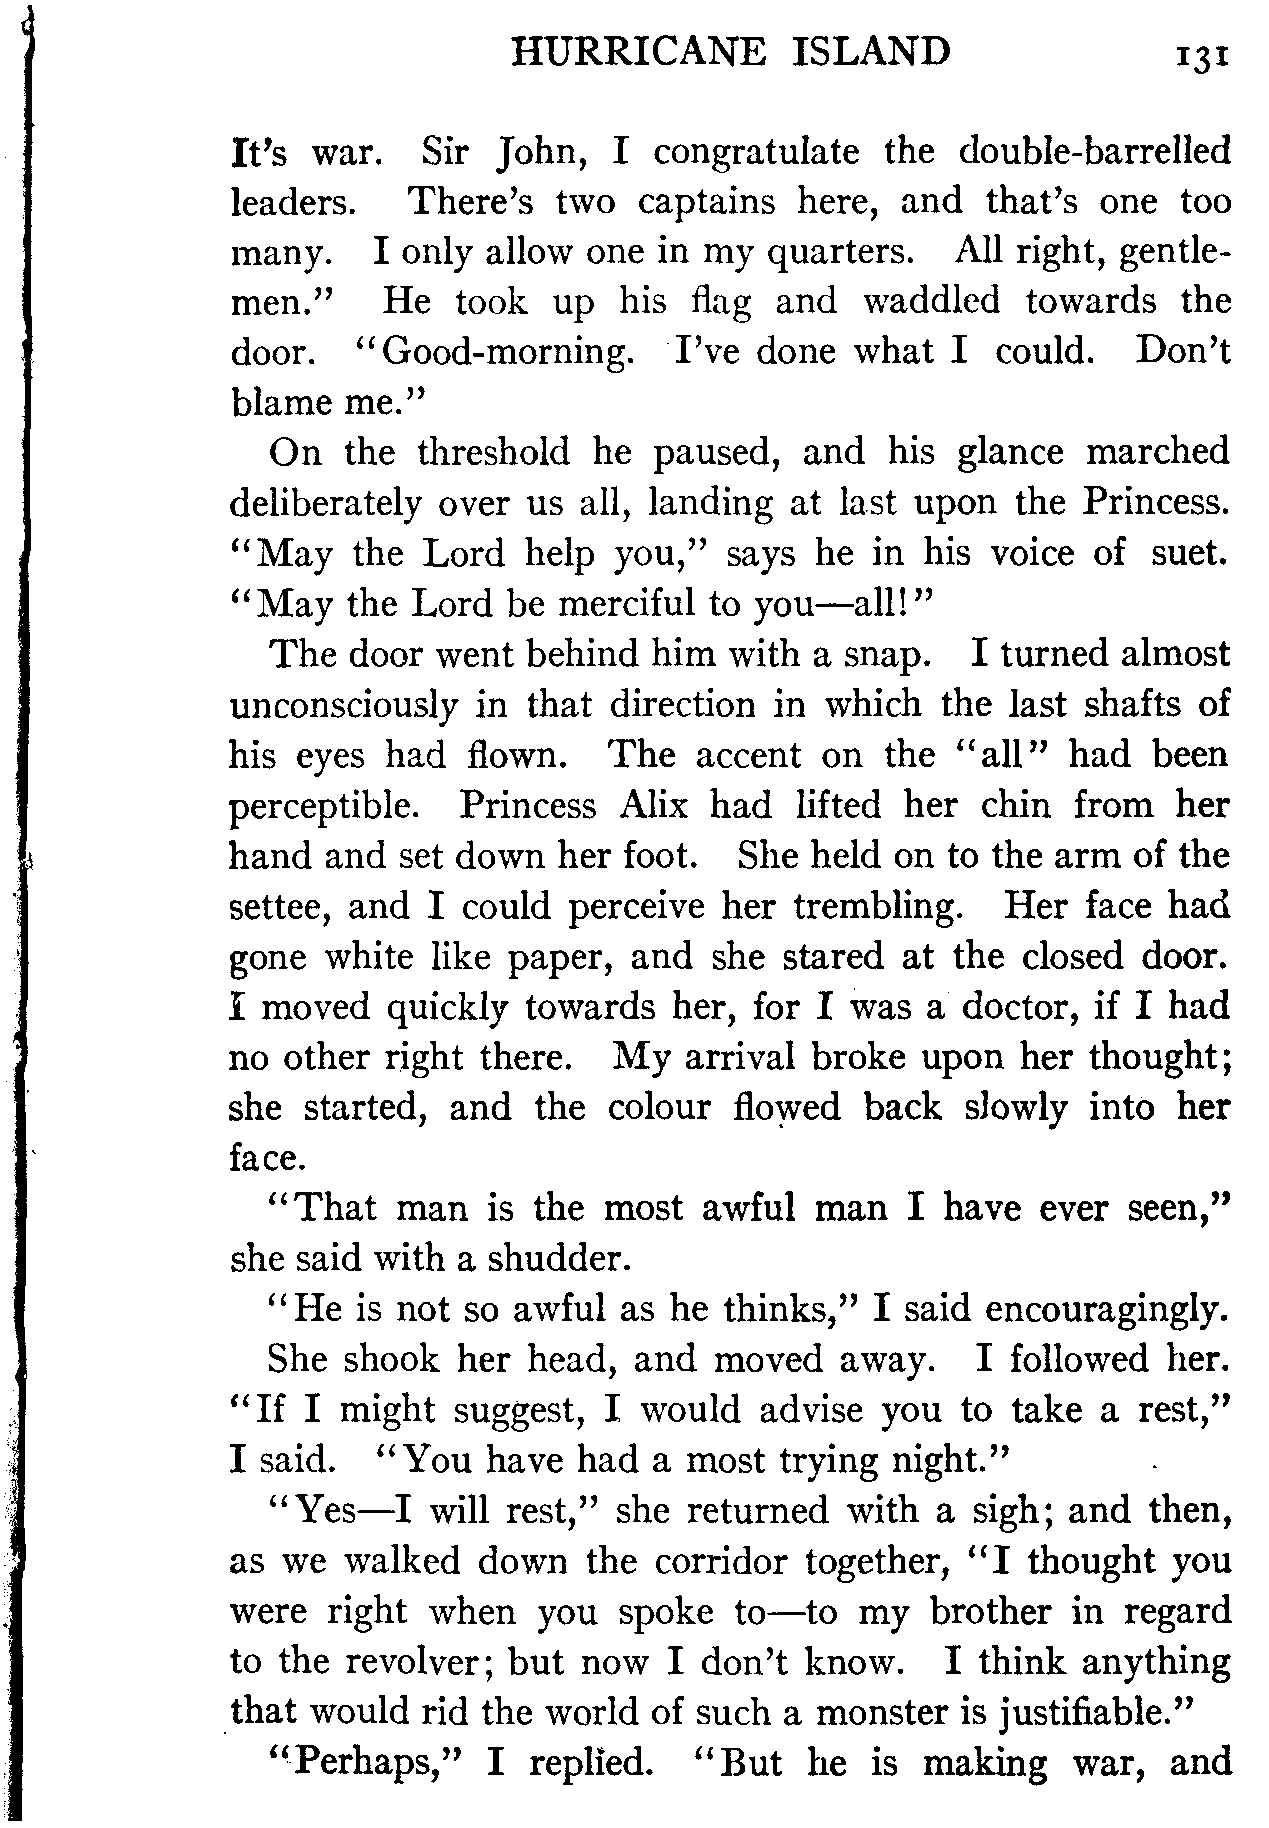 HURRICANE ISLAND 131
It's war. Sir John, I congratulate the double-barrelled
leaders. There's two captains here, and that's one too
many. I only allow one in my quarters. All right, gentle-
men." He took up his flag and waddled towards the
door. "Good-morning. I've done what I could. Don't
blame me."
On the threshold he paused, and his glance marched
deliberately over us all, landing at last upon the Princess.
"May the Lord help you," says he in his voice of suet.
"May the Lord be merciful to you—all!"
The door went behind him with a snap. I turned almost
unconsciously in that direction in which the last shafts of
his eyes had flown. The accent on the "all" had been
perceptible. Princess Alix had lifted her chin from her
hand and set down her foot. She held on to the arm of the
settee, and I could perceive her trembling. Her face had
gone white like paper, and she stared at the closed door.
I moved quickly towards her, for I was a doctor, if I had
no other right there. My arrival broke upon her thought;
she started, and the colour flowed back slowly into her
face.
"That man is the most awful man I have ever seen,"
she said with a shudder.
"He is not so awful as he thinks," I said encouragingly.
She shook her head, and moved away. I followed her.
"If I might suggest, I would advise you to take a rest,"
I said. "You have had a most trying night."
"Yes—I will rest," she returned with a sigh; and then,
as we walked down the corridor together, "I thought you
were right when you spoke to—to my brother in regard
to the revolver; but now I don't know. I think anything
that would rid the world of such a monster is justifiable."
"Perhaps," I replied. "But he is making war, and